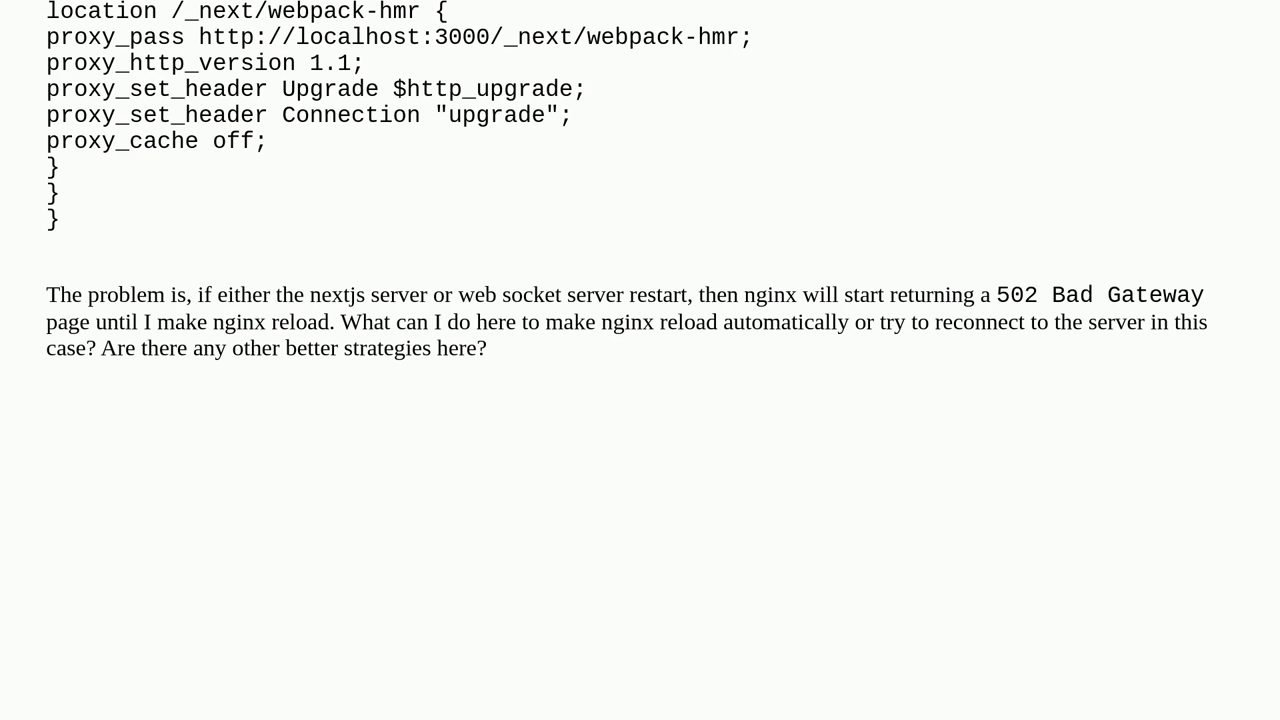 location /_next/webpack-hmr {
proxy_pass http://localhost:3000/_next/webpack-hmr;
proxy_http_version 1.1;
proxy_set_header Upgrade $http_upgrade;
proxy_set_header Connection "upgrade";
proxy_cache off;
}
}
}
The problem is, if either the nextjs server or web socket server restart, then nginx will start returning a 502 Bad Gateway
page until I make nginx reload. What can I do here to make nginx reload automatically or try to reconnect to the server in this
case? Are there any other better strategies here?